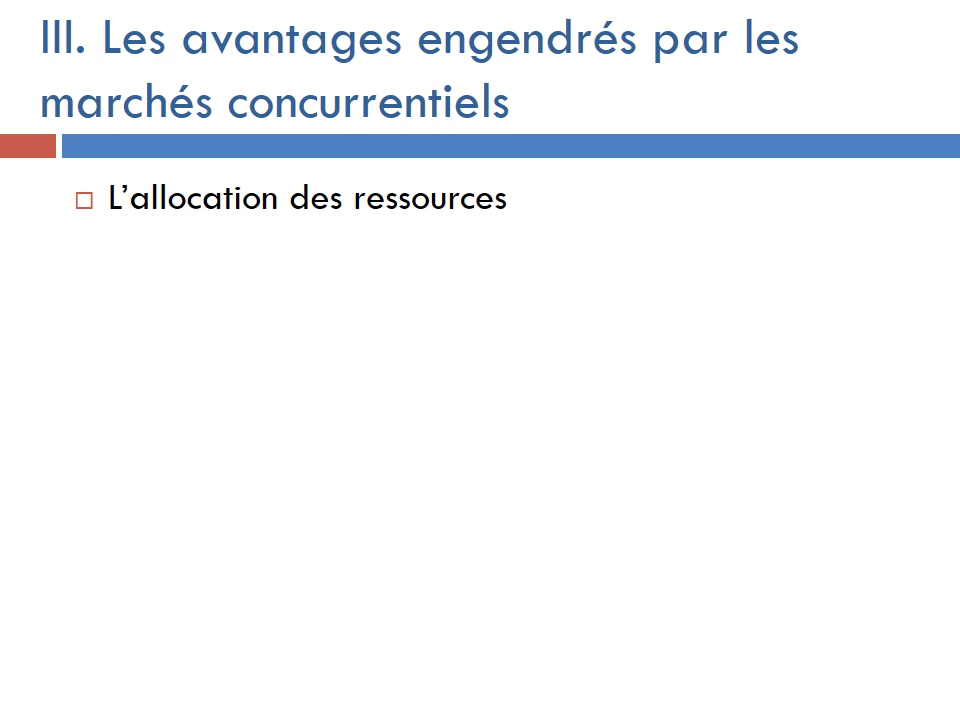 III. Les avantages engendrés par les
marchés concurrentiels
L’allocation des ressources